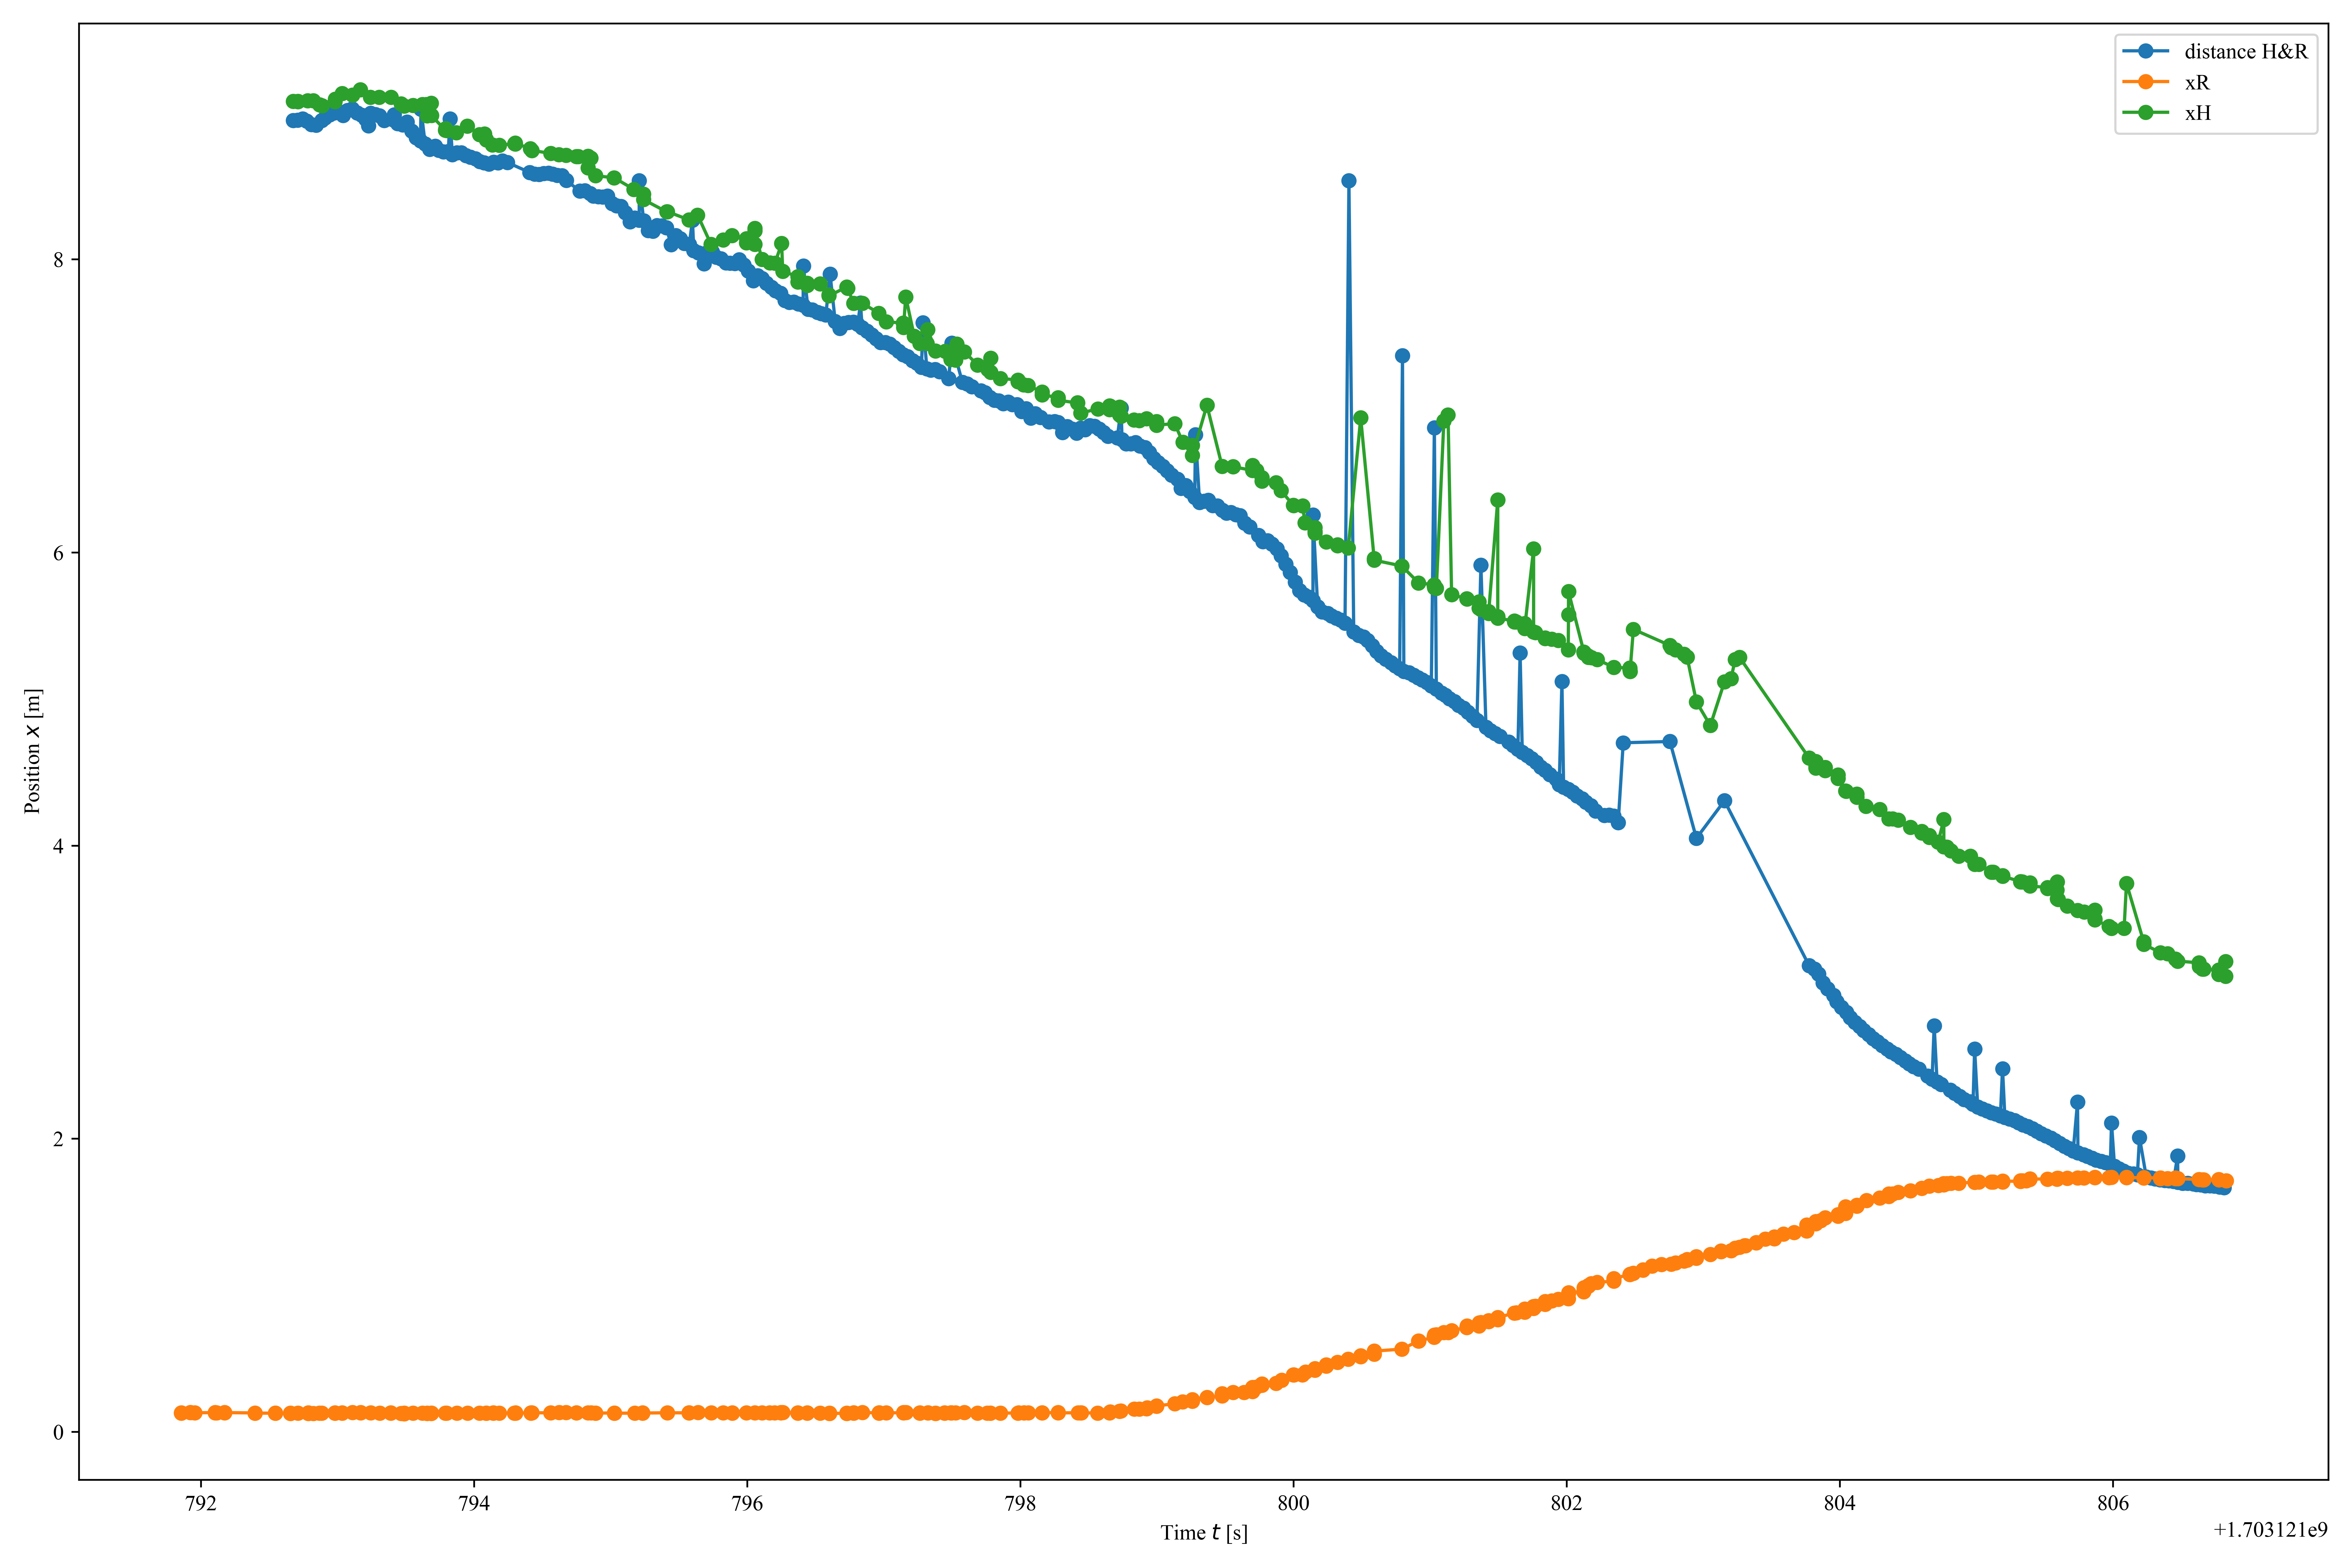 distance H&R
xR
xH
8
6
4
2
0
Position x [m]
792 794 796 798 800 802 804 806
Time t [s]
+1.703121e9